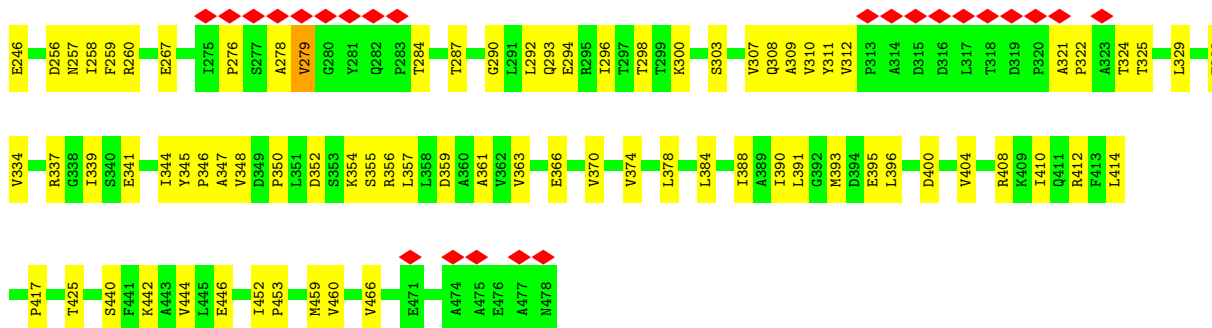 E246 D256 N257 I258 F259 R260 E267 I275 P276 S277 A278 V279 G280 Y281 Q282 P283 T284 T287 G290 L291 L292 Q293 E294 R295 I296 T297 T298 T299 K300 S303 V307 Q308 A309 V310 Y311 V312 P313 A314 D315 D316 L317 T318 D319 P320 A321 P322 A323 T324 T325 L329
V334 R337 G338 I339 S340 E341 I344 Y345 P346 A347 V348 D349 P350 L351 D352 S353 K354 S355 R356 L357 L358 D359 A360 A361 V362 V363 E366 V370 V374 L378 L384 I388 A389 I390 L391 G392 M393 D394 E395 L396 D400 V404 R408 K409 I410 Q411 R412 F413 L414
P417 T425 S440 F441 K442 A443 V444 L445 E446 I452 P453 M459 V460 V466 E471 A474 A475 E476 A477 N478